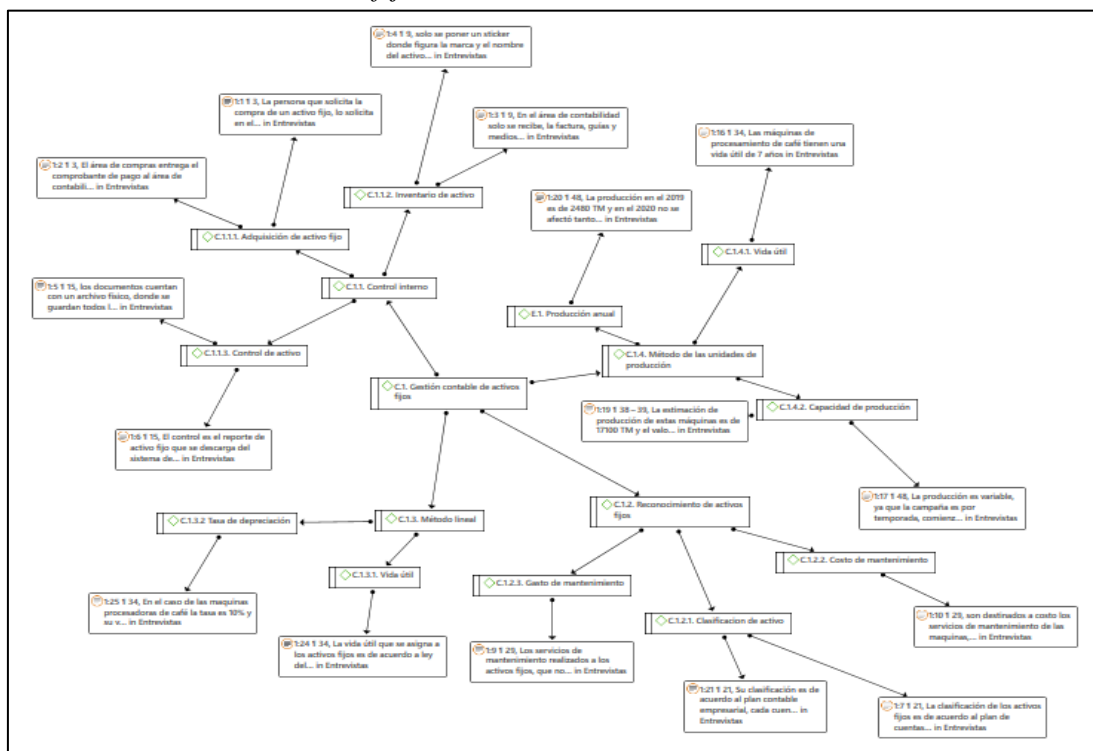 1:4 ¶ 9, solo se poner un sticker
donde figura la marca y el nombre
del activo... in Entrevistas
1:1 ¶ 3, La persona que solicita la
compra de un activo fijo, lo solicita
en el... in Entrevistas
1:3 ¶ 9, En el área de contabilidad
solo se recibe, la factura, guias y
medios... in Entrevistas
1:16 ¶ 34, Las máquinas de
procesamiento de café tienen una
vida útil de 7 años in Entrevistas
1:2 ¶ 3, El área de compras entrega el
comprobante de pago al área de
contabili... in Entrevistas
C.1.1.2. Inventario de activo
1:20 ¶ 48, La producción en el 2019
es de 2480 TM y en el 2020 no se
afectó tanto... in Entrevistas
C.1.1.1. Adquisición de activo fijo
C.1.4.1. Vida útil
C.1.1. Control interno
1:5 ¶ 15, los documentos cuentan
con un archivo físico, donde se
guardan todos l... in Entrevistas
E.1. Producción anual
C.1.1.3. Control de activo
C.1.4. Método de las unidades de
producción
C.1. Gestión contable de activos
fijos
1:19 ¶ 38 – 39, La estimación de
producción de estas máquinas es de
17100 TM y el valo... in Entrevistas
C.1.4.2. Capacidad de producción
1:6 ¶ 15, El control es el reporte de
activo fijo que se descarga del
sistema de... in Entrevistas
1:17 ¶ 48, La producción es variable,
ya que la campaña es por
temporada, comienz... in Entrevistas
C.1.2. Reconocimiento de activos
fijos
C.1.3.2 Tasa de depreciación
C.1.3. Método lineal
C.1.2.2. Costo de mantenimiento
C.1.3.1. Vida útil
C.1.2.3. Gasto de mantenimiento
1:25 ¶ 34, En el caso de las maquinas
procesadoras de café la tasa es 10% y
su v... in Entrevistas
1:10 ¶ 29, son destinados a costo los
servicios de mantenimiento de las
maquinas,... in Entrevistas
C.1.2.1. Clasificacion de activo
1:24 ¶ 34, La vida útil que se asigna a
los activos fijos es de acuerdo a ley
del... in Entrevistas
1:9 ¶ 29, Los servicios de
mantenimiento realizados a los
activos fijos, que no... in Entrevistas
1:21 ¶ 21, Su clasificación es de
acuerdo al plan contable
empresarial, cada cuen... in
Entrevistas
1:7 ¶ 21, La clasificación de los activos
fijos es de acuerdo al plan de
cuentas... in Entrevistas